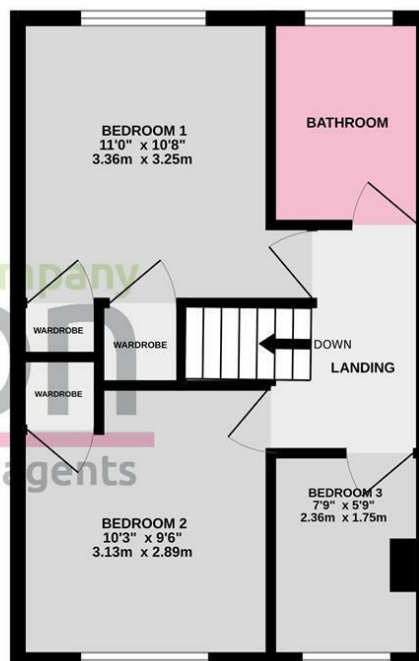 BEDROOM 1
11'0" x 10'8"
3.36m x 3.25m
BATHROOM
WARDROBE
WARDROBE
DOWN
LANDING
WARDROBE
agents
BEDROOM 2
10'3" x 9'6"
3.13m x 2.89m
BEDROOM 3
7'9" x 5'9"
2.36m x 1.75m